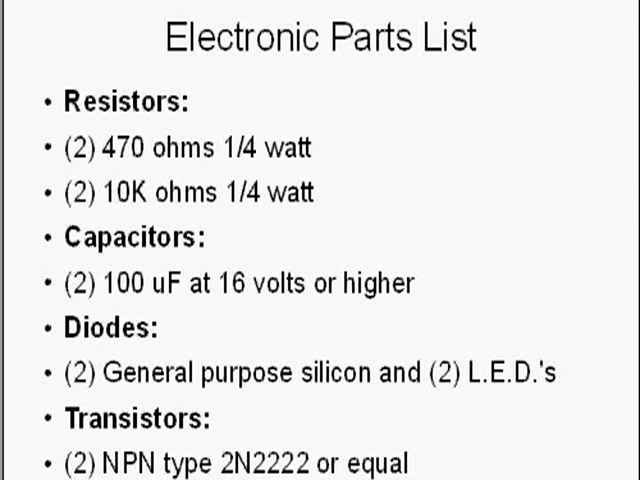 Electronic Parts List
• Resistors:
• (2) 470 ohms 1/4 watt
• (2) 10K ohms 1/4 watt
• Capacitors:
• (2) 100 uF at 16 volts or higher
• Diodes:
• (2) General purpose silicon and (2) L.E.D.'s
• Transistors:
• (2) NPN type 2N2222 or equal